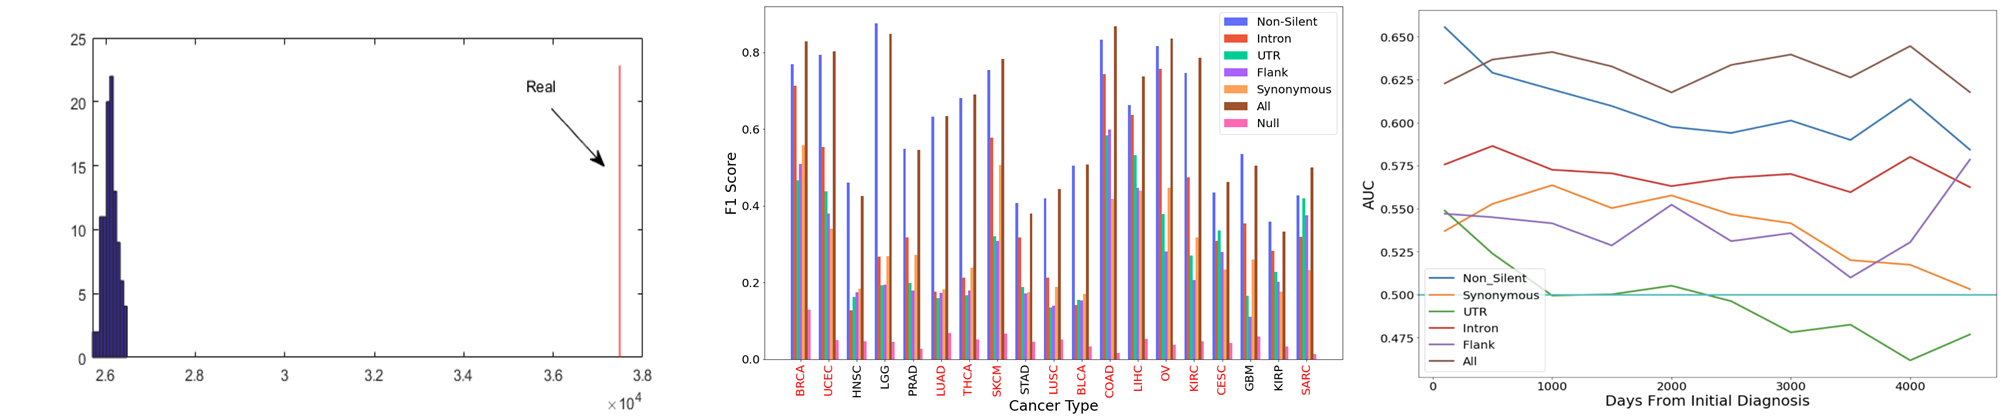 25
20
15
10
5
0
2.6
2.8
3
3.2
3.4
3.6
3.8
×10⁴
Real
F1 Score
0.8
0.6
0.4
0.2
0.0
Non-Silent
Intron
UTR
Flank
Synonymous
All
Null
BRCA
UCEC
HNSC
LGG
PRAD
LUAD
THCA
SKCM
STAD
LUSC
BLCA
COAD
LIHC
OV
KIRC
CESC
GBM
KIRP
SARC
Cancer Type
AUC
0.650
0.625
0.600
0.575
0.550
0.525
0.500
0.475
Non_Silent
Synonymous
UTR
Intron
Flank
All
0
1000
2000
3000
4000
Days From Initial Diagnosis